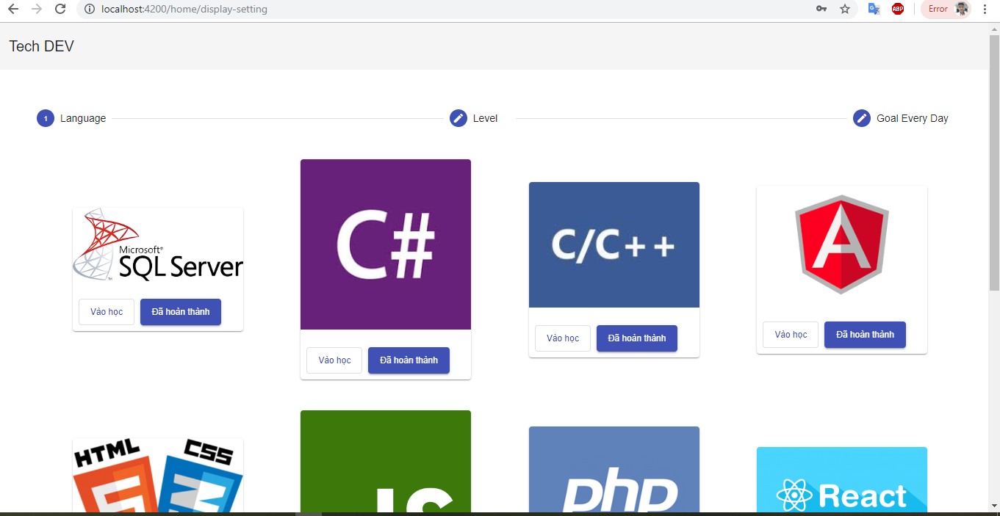 localhost:4200/home/display-setting
ABP
Error
Tech DEV
1 Language
Level
Goal Every Day
Microsoft®
SQL Server™
C#
C/C++
A
Vào học
Đã hoàn thành
Vào học
Đã hoàn thành
Vào học
Đã hoàn thành
Vào học
Đã hoàn thành
HTML
CSS
JS
php
React